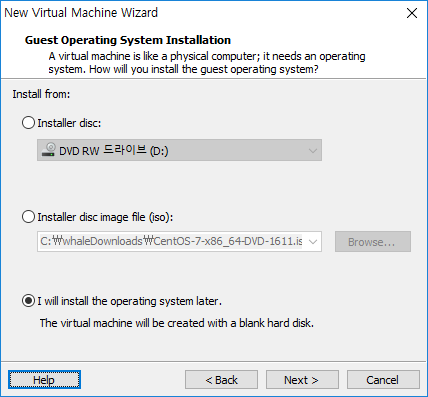 New Virtual Machine Wizard
Guest Operating System Installation
A virtual machine is like a physical computer; it needs an operating
system. How will you install the guest operating system?
Install from:
Installer disc:
DVD RW 드라이브 (D:)
Installer disc image file (iso):
C:₩whaleDownloads₩CentOS-7-x86_64-DVD-1611.is
Browse...
I will install the operating system later.
The virtual machine will be created with a blank hard disk.
Help
< Back
Next >
Cancel